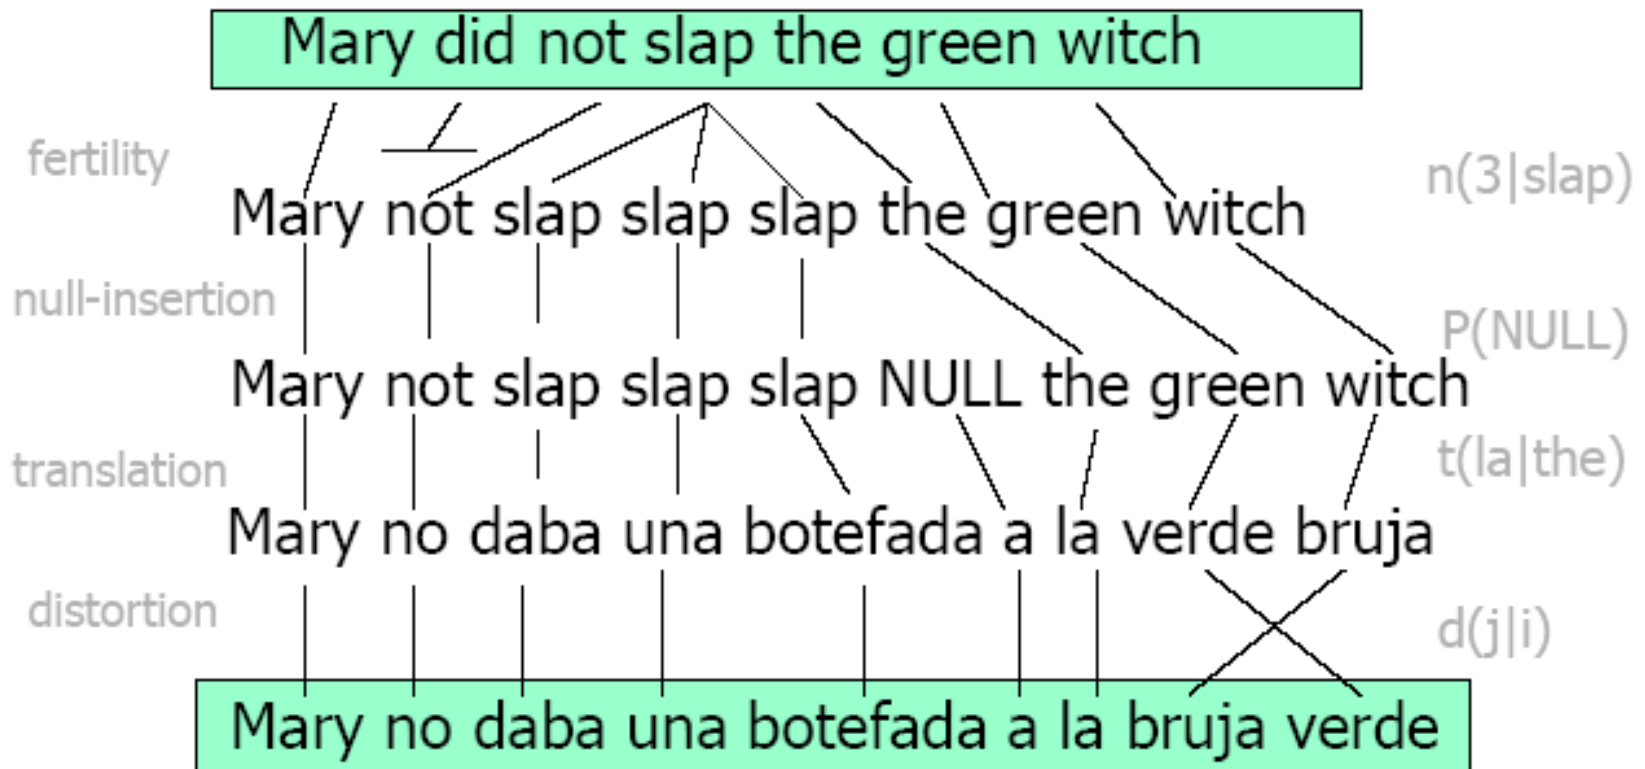 Mary did not slap the green witch
fertility
n(3|slap)
Mary not slap slap slap the green witch
null-insertion
P(NULL)
Mary not slap slap slap NULL the green witch
translation
t(la|the)
Mary no daba una botefada a la verde bruja
distortion
d(j|i)
Mary no daba una botefada a la bruja verde